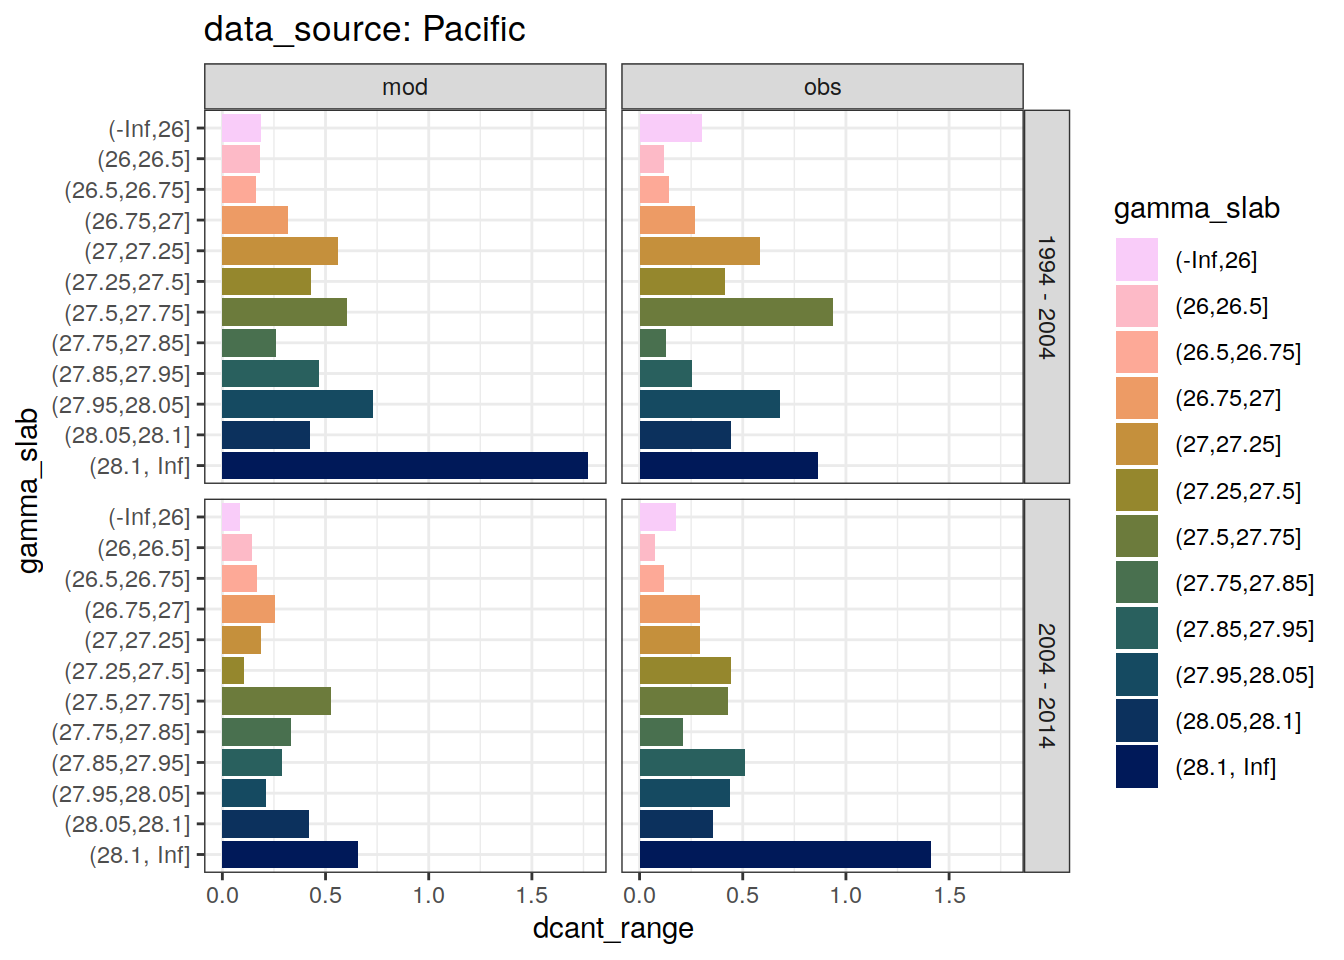 data_source: Pacific
mod
obs
(-Inf,26]
(26,26.5]
(26.5,26.75]
(26.75,27]
(27,27.25]
(27.25,27.5]
(27.5,27.75]
(27.75,27.85]
(27.85,27.95]
(27.95,28.05]
(28.05,28.1]
(28.1, Inf]
1994 - 2004
(-Inf,26]
(26,26.5]
(26.5,26.75]
(26.75,27]
(27,27.25]
(27.25,27.5]
(27.5,27.75]
(27.75,27.85]
(27.85,27.95]
(27.95,28.05]
(28.05,28.1]
(28.1, Inf]
2004 - 2014
gamma_slab
0.0 0.5 1.0 1.5
0.0 0.5 1.0 1.5
dcant_range
gamma_slab
(-Inf,26]
(26,26.5]
(26.5,26.75]
(26.75,27]
(27,27.25]
(27.25,27.5]
(27.5,27.75]
(27.75,27.85]
(27.85,27.95]
(27.95,28.05]
(28.05,28.1]
(28.1, Inf]